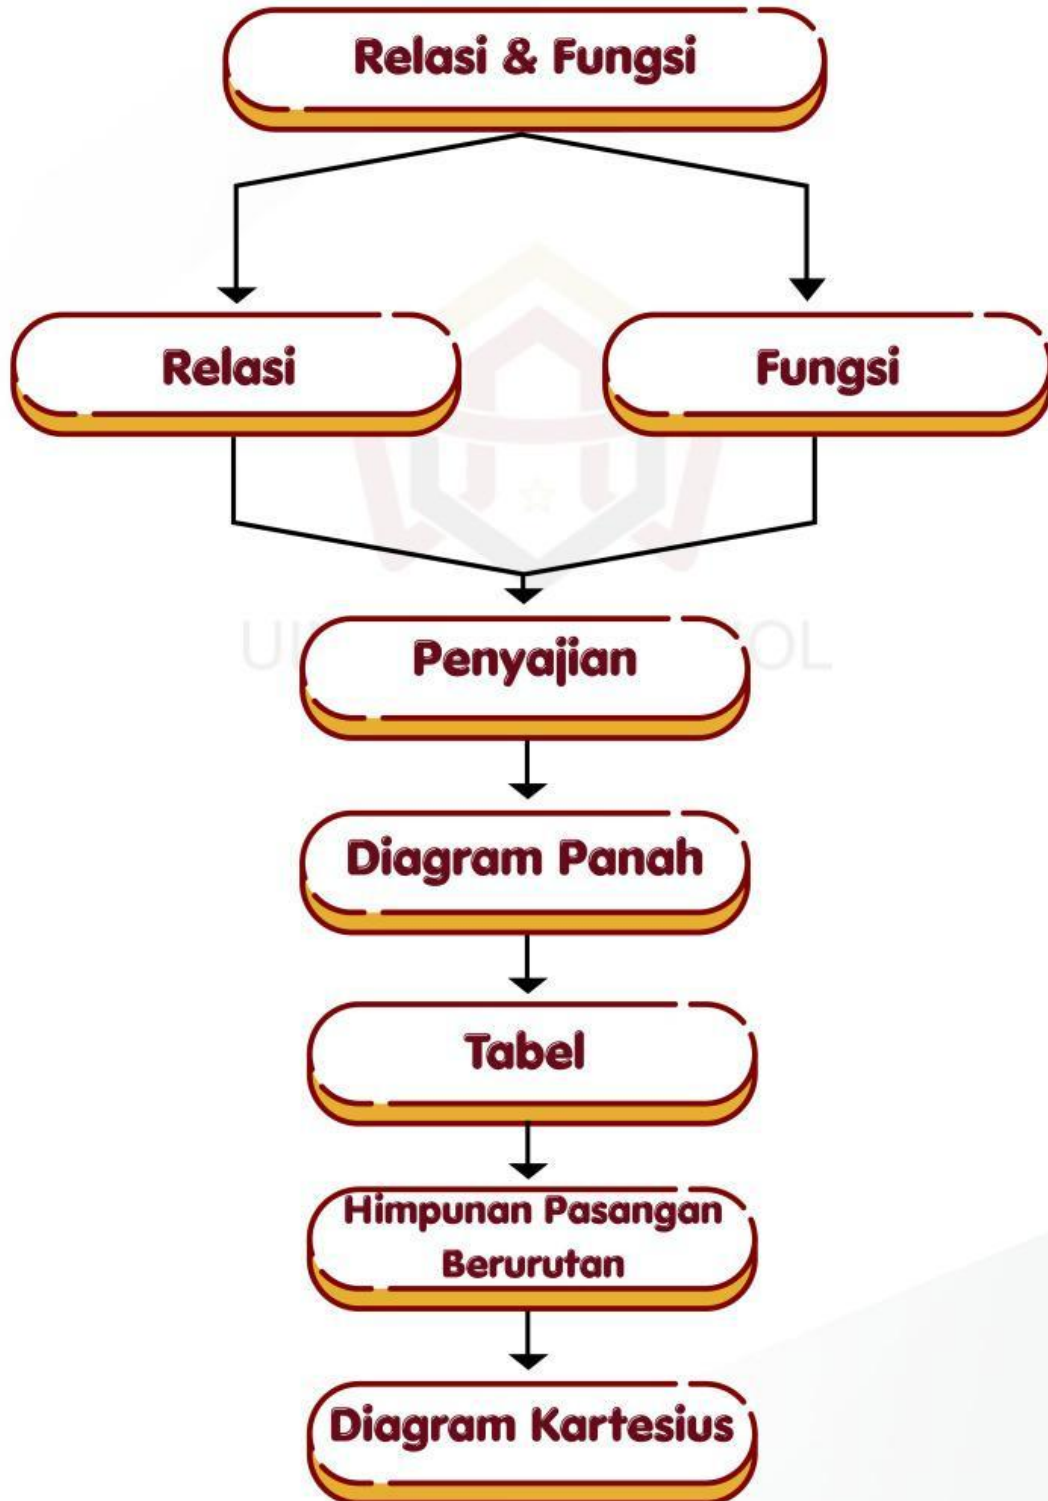 Relasi & Fungsi
Relasi
Fungsi
Penyajian
Diagram Panah
Tabel
Himpunan Pasangan
Berurutan
Diagram Kartesius